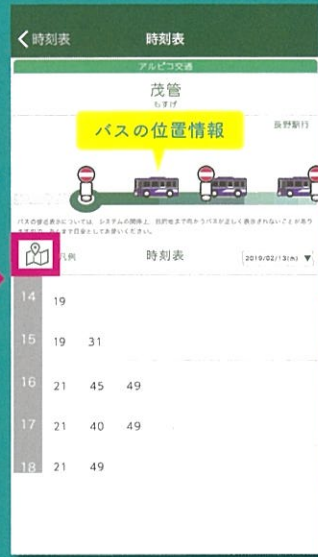 時刻表 時刻表
アルピコ交通
茂菅
もすげ
長野駅行
バスの位置情報
凡例 時刻表 2019/02/13(水) ▼
14 19
15 19 31
16 21 45 49
17 21 40 49
18 21 49